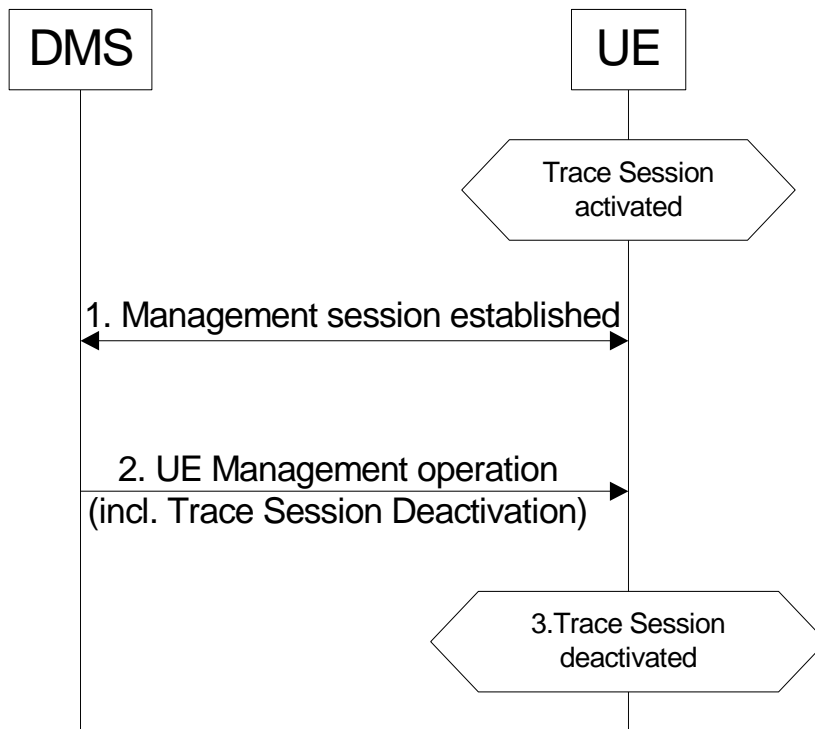 DMS
UE
Trace Session
activated
1. Management session established
2. UE Management operation
(incl. Trace Session Deactivation)
3.Trace Session
deactivated